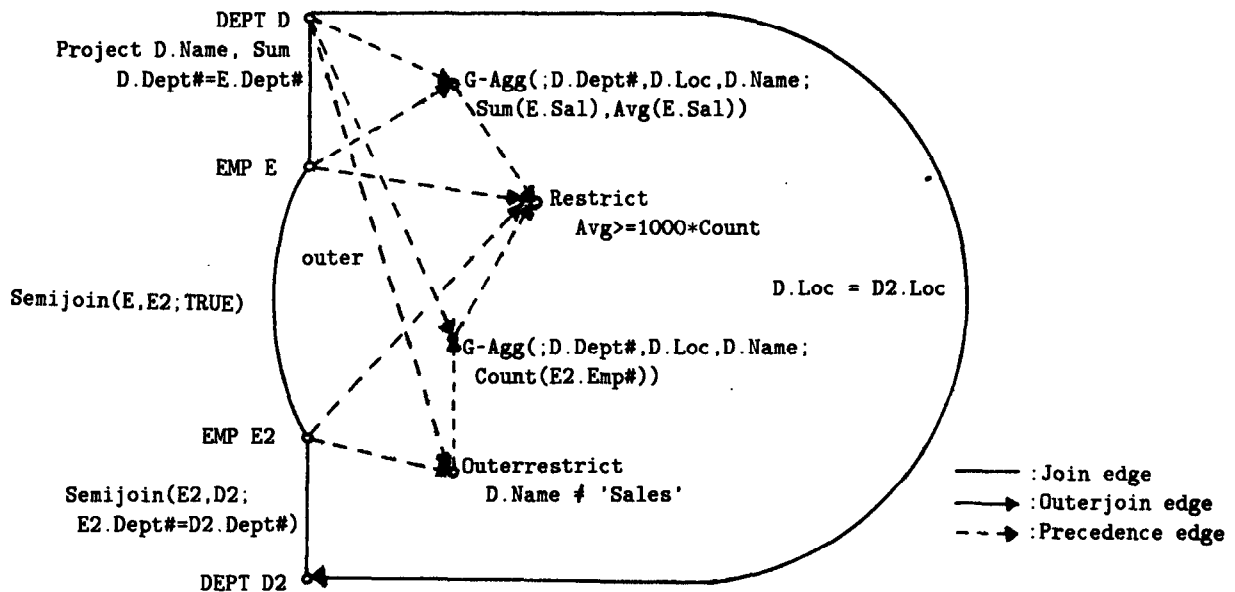 DEPT D
Project D.Name, Sum
D.Dept#=E.Dept#
G-Agg(;D.Dept#,D.Loc,D.Name;
Sum(E.Sal),Avg(E.Sal))
EMP E
Restrict
Avg>=1000*Count
outer
Semijoin(E,E2;TRUE)
D.Loc = D2.Loc
G-Agg(;D.Dept#,D.Loc,D.Name;
Count(E2.Emp#))
EMP E2
Outerrestrict
D.Name ≠ 'Sales'
Semijoin(E2,D2;
E2.Dept#=D2.Dept#)
DEPT D2
:Join edge
:Outerjoin edge
:Precedence edge